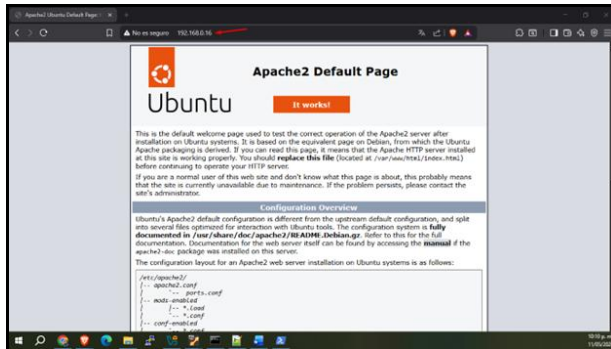 Apache2 Ubuntu Default Page:
No es seguro 192.168.0.16
Apache2 Default Page
Ubuntu
It works!
This is the default welcome page used to test the correct operation of the Apache2 server after
installation on Ubuntu systems. It is based on the equivalent page on Debian, from which the Ubuntu
Apache packaging is derived. If you can read this page, it means that the Apache HTTP server installed
at this site is working properly. You should replace this file (located at /var/www/html/index.html)
before continuing to operate your HTTP server.
If you are a normal user of this web site and don't know what this page is about, this probably means
that the site is currently unavailable due to maintenance. If the problem persists, please contact the
site's administrator.
Configuration Overview
Ubuntu's Apache2 default configuration is different from the upstream default configuration, and split
into several files optimized for interaction with Ubuntu tools. The configuration system is fully
documented in /usr/share/doc/apache2/README.Debian.gz. Refer to this for the full
documentation. Documentation for the web server itself can be found by accessing the manual if the
apache2-doc package was installed on this server.
The configuration layout for an Apache2 web server installation on Ubuntu systems is as follows:
/etc/apache2/
|-- apache2.conf
|   `-- ports.conf
|-- mods-enabled
|   |-- *.load
|   `-- *.conf
|-- conf-enabled
|   `-- *.conf
10:10 p. m.